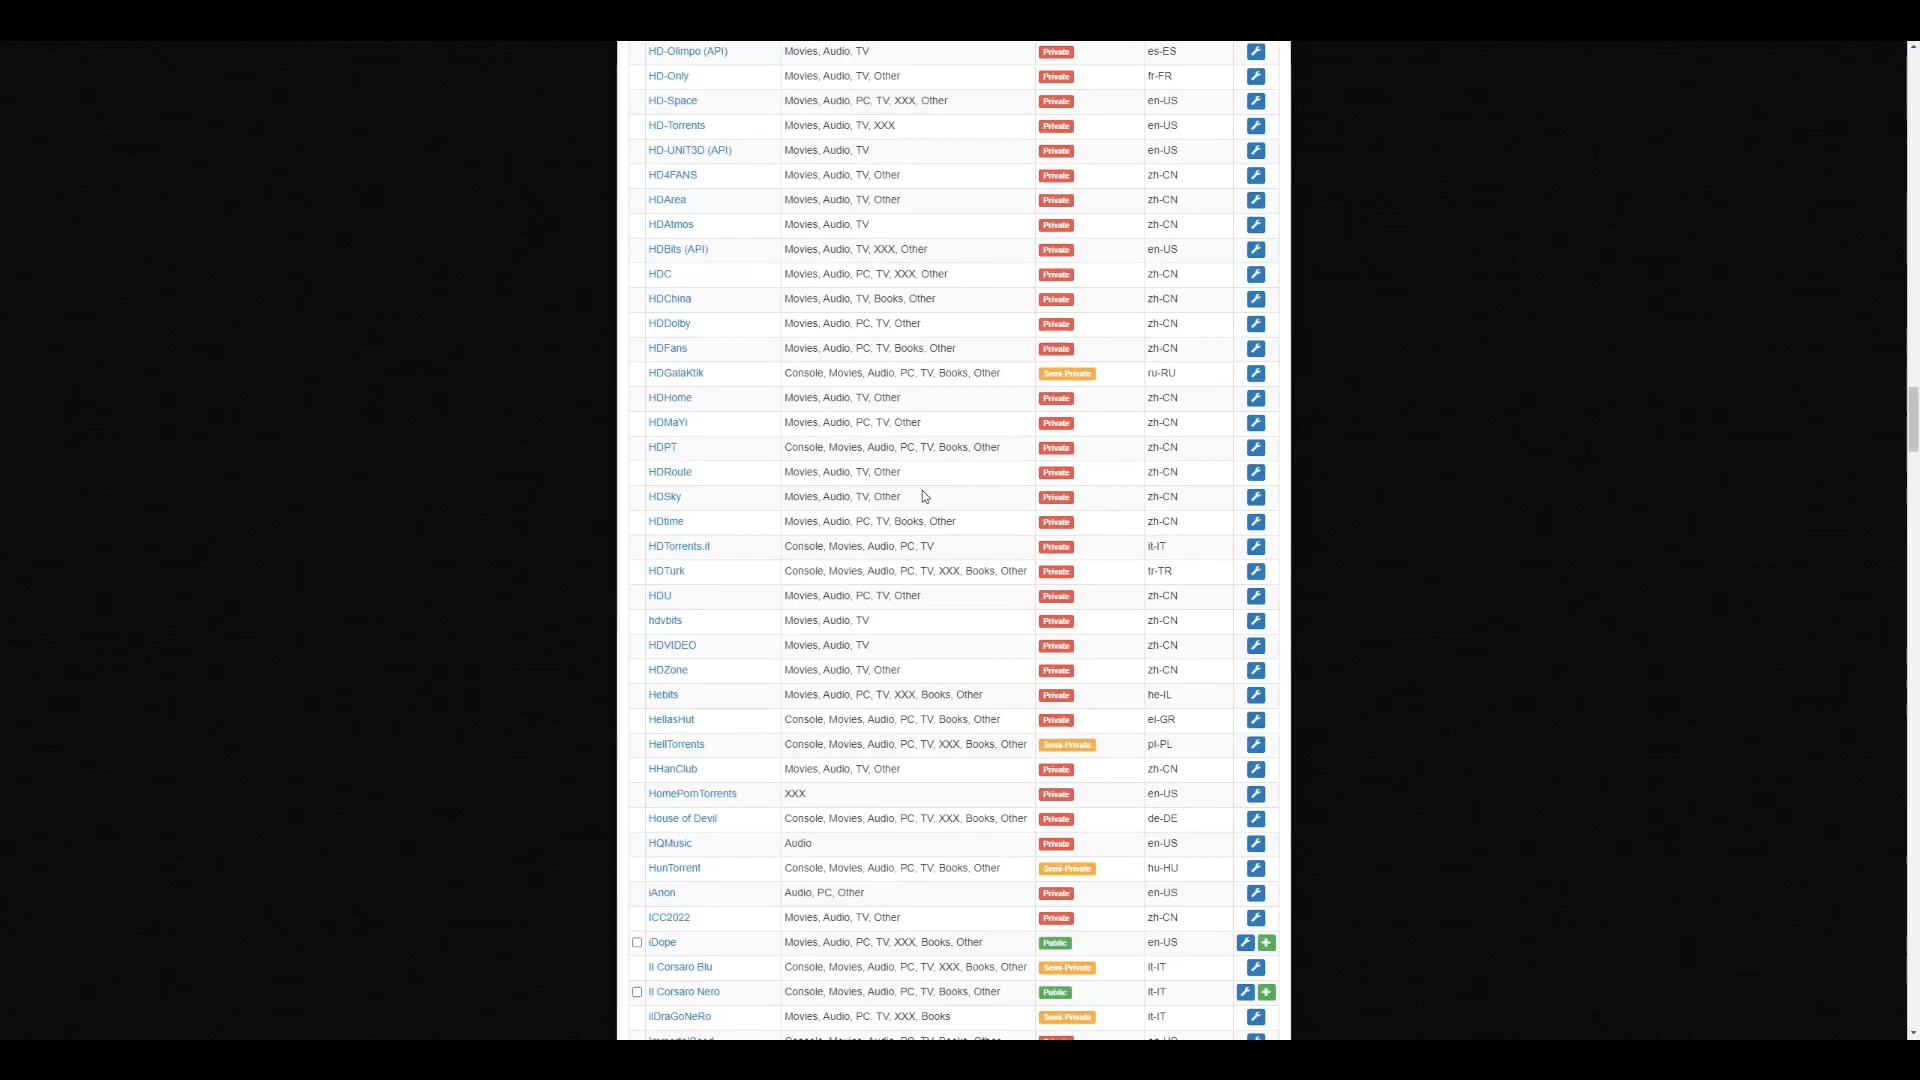 HD-Olimpo (API) Movies, Audio, TV Private es-ES
HD-Only Movies, Audio, TV, Other Private fr-FR
HD-Space Movies, Audio, PC, TV, XXX, Other Private en-US
HD-Torrents Movies, Audio, TV, XXX Private en-US
HD-UNiT3D (API) Movies, Audio, TV Private en-US
HD4FANS Movies, Audio, TV, Other Private zh-CN
HDArea Movies, Audio, TV, Other Private zh-CN
HDAtmos Movies, Audio, TV Private zh-CN
HDBits (API) Movies, Audio, TV, XXX, Other Private en-US
HDC Movies, Audio, PC, TV, XXX, Other Private zh-CN
HDChina Movies, Audio, TV, Books, Other Private zh-CN
HDDolby Movies, Audio, PC, TV, Other Private zh-CN
HDFans Movies, Audio, PC, TV, Books, Other Private zh-CN
HDGalaKtik Console, Movies, Audio, PC, TV, Books, Other Semi-Private ru-RU
HDHome Movies, Audio, TV, Other Private zh-CN
HDMaYi Movies, Audio, PC, TV, Other Private zh-CN
HDPT Console, Movies, Audio, PC, TV, Books, Other Private zh-CN
HDRoute Movies, Audio, TV, Other Private zh-CN
HDSky Movies, Audio, TV, Other Private zh-CN
HDtime Movies, Audio, PC, TV, Books, Other Private zh-CN
HDTorrents.it Console, Movies, Audio, PC, TV Private it-IT
HDTurk Console, Movies, Audio, PC, TV, XXX, Books, Other Private tr-TR
HDU Movies, Audio, PC, TV, Other Private zh-CN
hdvbits Movies, Audio, TV Private zh-CN
HDVIDEO Movies, Audio, TV Private zh-CN
HDZone Movies, Audio, TV, Other Private zh-CN
Hebits Movies, Audio, PC, TV, XXX, Books, Other Private he-IL
HellasHut Console, Movies, Audio, PC, TV, Books, Other Private el-GR
HellTorrents Console, Movies, Audio, PC, TV, XXX, Books, Other Semi-Private pl-PL
HHanClub Movies, Audio, TV, Other Private zh-CN
HomePornTorrents XXX Private en-US
House of Devil Console, Movies, Audio, PC, TV, XXX, Books, Other Private de-DE
HQMusic Audio Private en-US
HunTorrent Console, Movies, Audio, PC, TV, Books, Other Semi-Private hu-HU
iAnon Audio, PC, Other Private en-US
ICC2022 Movies, Audio, TV, Other Private zh-CN
iDope Movies, Audio, PC, TV, XXX, Books, Other Public en-US
Il Corsaro Blu Console, Movies, Audio, PC, TV, XXX, Books, Other Semi-Private it-IT
Il Corsaro Nero Console, Movies, Audio, PC, TV, Books, Other Public it-IT
ilDraGoNeRo Movies, Audio, PC, TV, XXX, Books Semi-Private it-IT